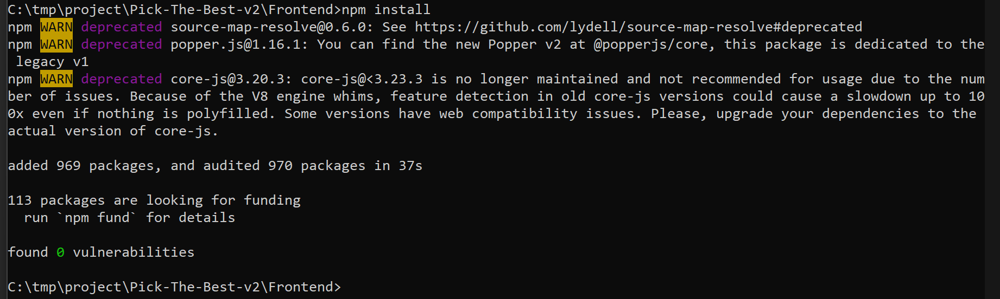 C:\tmp\project\Pick-The-Best-v2\Frontend>npm install
npm WARN deprecated source-map-resolve@0.6.0: See https://github.com/lydell/source-map-resolve#deprecated
npm WARN deprecated popper.js@1.16.1: You can find the new Popper v2 at @popperjs/core, this package is dedicated to the
 legacy v1
npm WARN deprecated core-js@3.20.3: core-js@<3.23.3 is no longer maintained and not recommended for usage due to the num
ber of issues. Because of the V8 engine whims, feature detection in old core-js versions could cause a slowdown up to 10
0x even if nothing is polyfilled. Some versions have web compatibility issues. Please, upgrade your dependencies to the
actual version of core-js.
added 969 packages, and audited 970 packages in 37s
113 packages are looking for funding
  run `npm fund` for details
found 0 vulnerabilities
C:\tmp\project\Pick-The-Best-v2\Frontend>